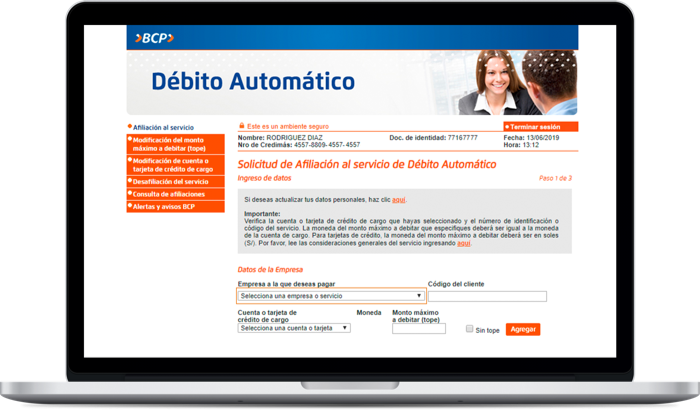 BCP
Débito Automático
Afiliación al servicio
Modificación del monto
máximo a debitar (tope)
Modificación de cuenta o
tarjeta de crédito de cargo
Desafiliación del servicio
Consulta de afiliaciones
Alertas y avisos BCP
Este es un ambiente seguro
Terminar sesión
Nombre: RODRIGUEZ DIAZ
Doc. de identidad: 77167777
Fecha: 13/06/2019
Nro de Credimás: 4557-8809- 4557- 4557
Hora: 13:12
Solicitud de Afiliación al servicio de Débito Automático
Ingreso de datos
Paso 1 de 3
Si deseas actualizar tus datos personales, haz clic aquí.
Importante:
Verifica la cuenta o tarjeta de crédito de cargo que hayas seleccionado y el número de identificación o
código del servicio. La moneda del monto máximo a debitar que especifiques deberá ser igual a la moneda
de la cuenta de cargo. Para tarjetas de crédito, la moneda del monto máximo a debitar deberá ser en soles
(S/). Por favor, lee las consideraciones generales del servicio ingresando aquí.
Datos de la Empresa
Empresa a la que deseas pagar
Código del cliente
Selecciona una empresa o servicio
Cuenta o tarjeta de
crédito de cargo
Moneda
Monto máximo
a debitar (tope)
Selecciona una cuenta o tarjeta
Sin tope
Agregar